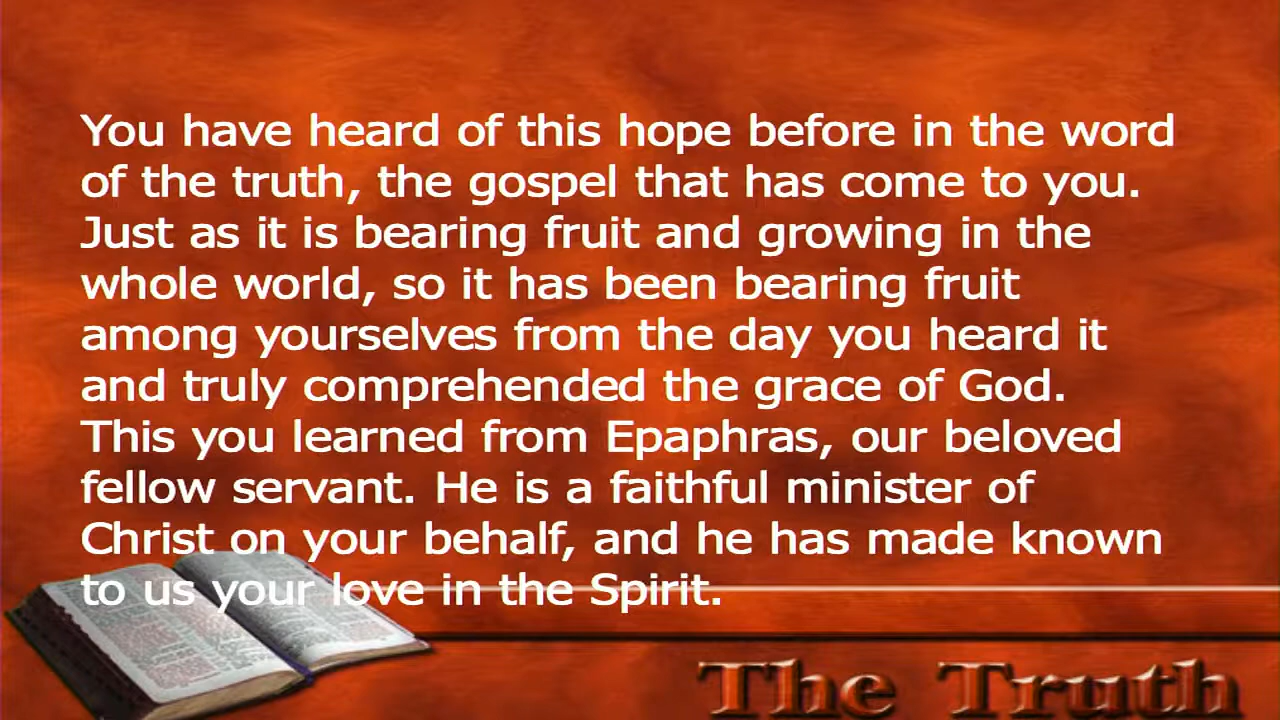 You have heard of this hope before in the word
of the truth, the gospel that has come to you.
Just as it is bearing fruit and growing in the
whole world, so it has been bearing fruit
among yourselves from the day you heard it
and truly comprehended the grace of God.
This you learned from Epaphras, our beloved
fellow servant. He is a faithful minister of
Christ on your behalf, and he has made known
to us your love in the Spirit.
The Truth